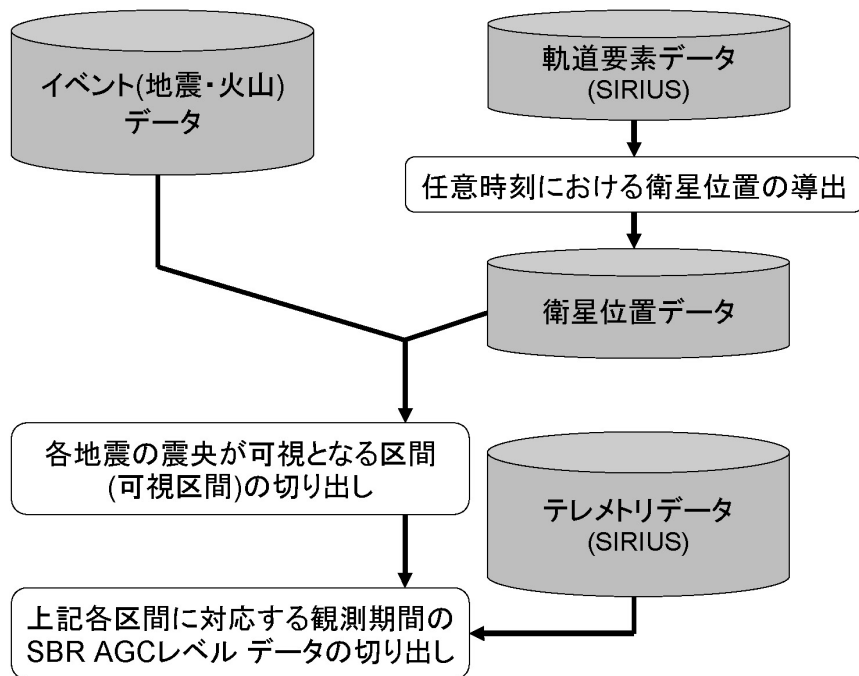 イベント(地震・火山)
データ
軌道要素データ
(SIRIUS)
任意時刻における衛星位置の導出
衛星位置データ
各地震の震央が可視となる区間
(可視区間)の切り出し
テレメトリデータ
(SIRIUS)
上記各区間に対応する観測期間の
SBR AGCレベル データの切り出し